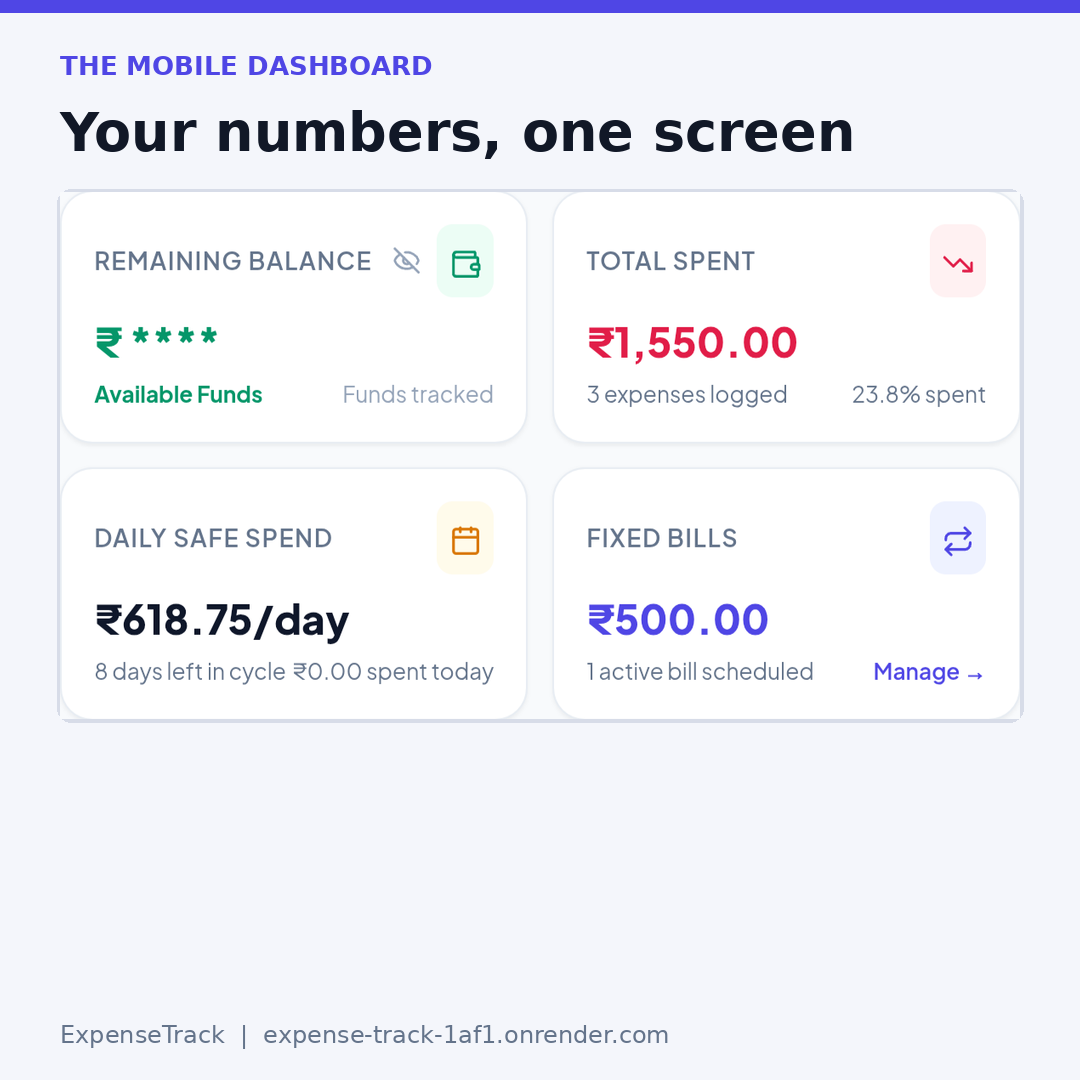 THE MOBILE DASHBOARD
Your numbers, one screen
REMAINING BALANCE
₹ ****
Available Funds Funds tracked
TOTAL SPENT
₹1,550.00
3 expenses logged 23.8% spent
DAILY SAFE SPEND
₹618.75/day
8 days left in cycle ₹0.00 spent today
FIXED BILLS
₹500.00
1 active bill scheduled Manage →
ExpenseTrack | expense-track-1af1.onrender.com